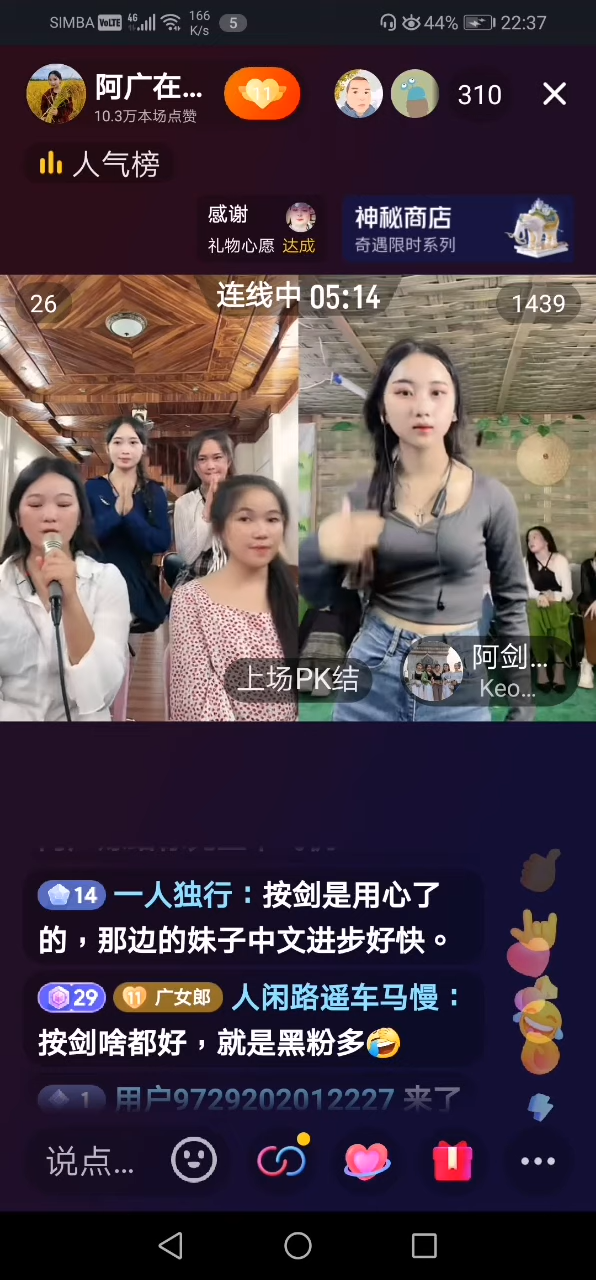 SIMBA VoLTE 4G 166 K/s 5 44% 22:37
阿广在... 11 310
10.3万本场点赞
人气榜
感谢
礼物心愿 达成
神秘商店
奇遇限时系列
26 连线中 05:14 1439
上场PK结
阿剑...
Keo...
14 一人独行：按剑是用心了
的，那边的妹子中文进步好快。
29 11 广女郎 人闲路遥车马慢：
按剑啥都好，就是黑粉多🤣
1 用户9729202012227 来了
说点...